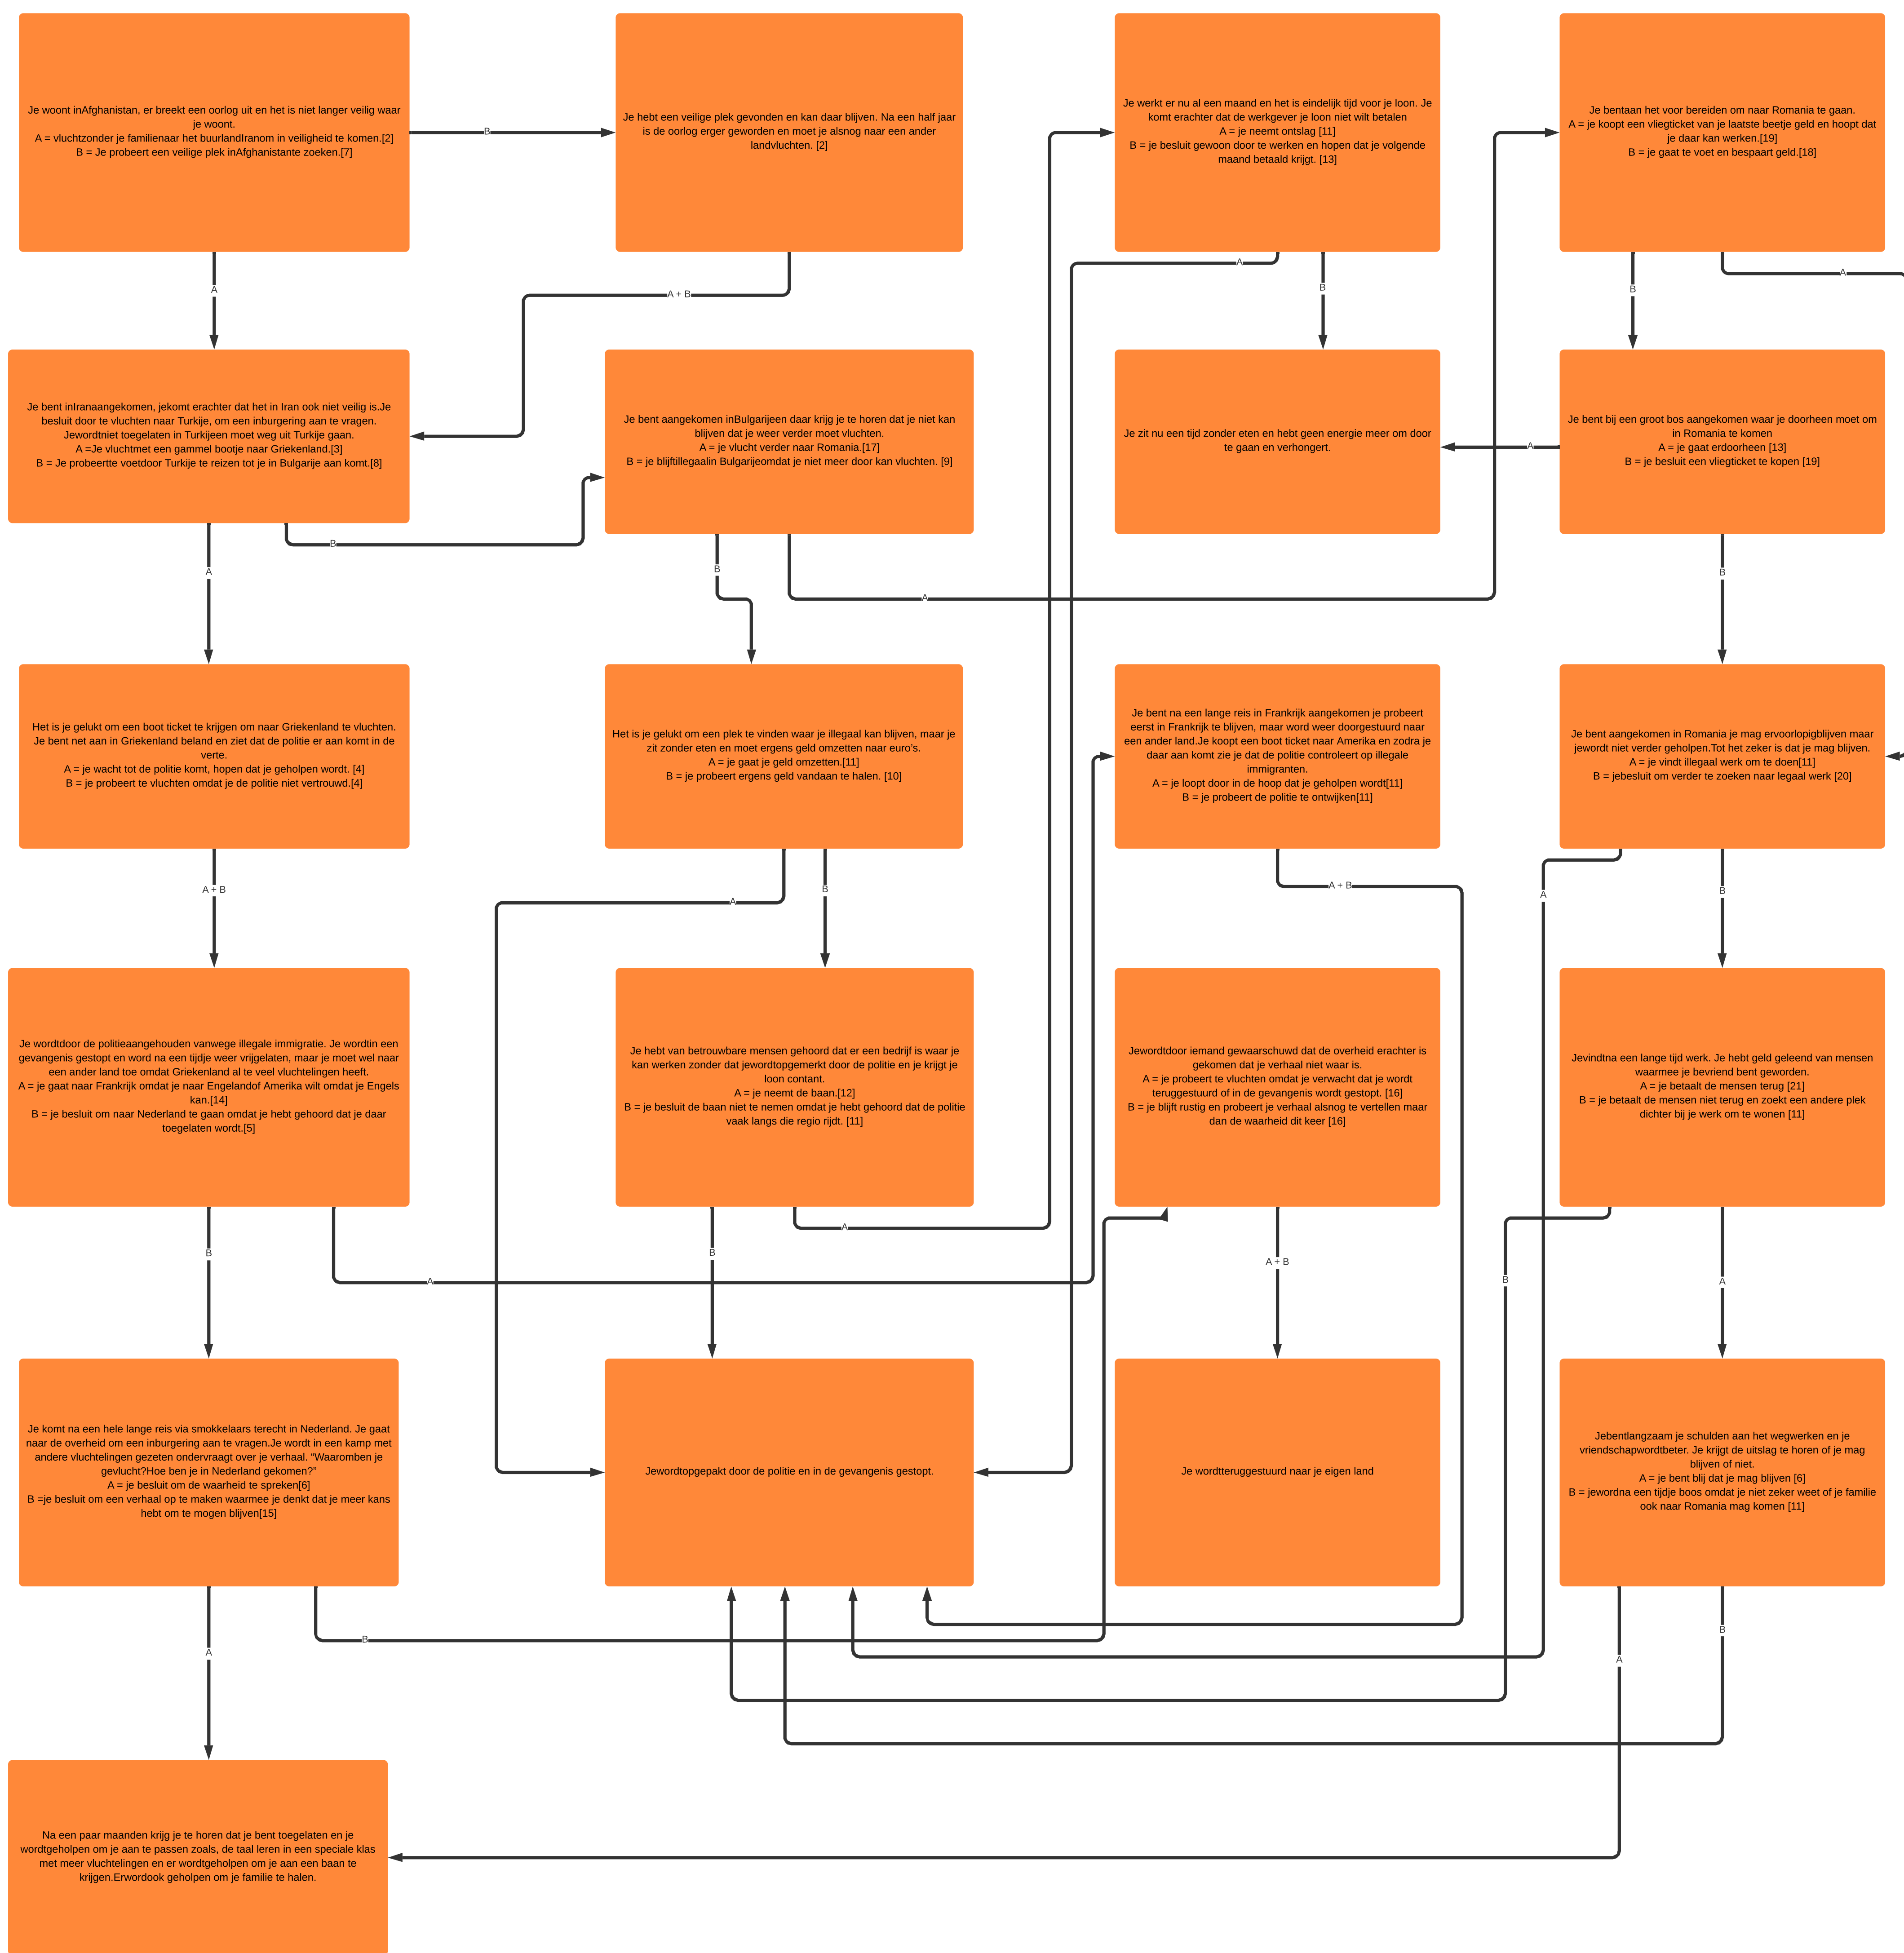 Je woont inAfghanistan, er breekt een oorlog uit en het is niet langer veilig waar
je woont.
A = vluchtzonder je familienaar het buurlandIranom in veiligheid te komen.[2]
B = Je probeert een veilige plek inAfghanistante zoeken.[7]
B
Je hebt een veilige plek gevonden en kan daar blijven. Na een half jaar
is de oorlog erger geworden en moet je alsnog naar een ander
landvluchten. [2]
Je werkt er nu al een maand en het is eindelijk tijd voor je loon. Je
komt erachter dat de werkgever je loon niet wilt betalen
A = je neemt ontslag [11]
B = je besluit gewoon door te werken en hopen dat je volgende
maand betaald krijgt. [13]
Je bentaan het voor bereiden om naar Romania te gaan.
A = je koopt een vliegticket van je laatste beetje geld en hoopt dat
je daar kan werken.[19]
B = je gaat te voet en bespaart geld.[18]
A
A + B
A
B
B
A
Je bent inIranaangekomen, jekomt erachter dat het in Iran ook niet veilig is.Je
besluit door te vluchten naar Turkije, om een inburgering aan te vragen.
Jewordtniet toegelaten in Turkijeen moet weg uit Turkije gaan.
A =Je vluchtmet een gammel bootje naar Griekenland.[3]
B = Je probeertte voetdoor Turkije te reizen tot je in Bulgarije aan komt.[8]
Je bent aangekomen inBulgarijeen daar krijg je te horen dat je niet kan
blijven dat je weer verder moet vluchten.
A = je vlucht verder naar Romania.[17]
B = je blijftillegaalin Bulgarijeomdat je niet meer door kan vluchten. [9]
Je zit nu een tijd zonder eten en hebt geen energie meer om door
te gaan en verhongert.
A
Je bent bij een groot bos aangekomen waar je doorheen moet om
in Romania te komen
A = je gaat erdoorheen [13]
B = je besluit een vliegticket te kopen [19]
A
B
B
A
B
Het is je gelukt om een boot ticket te krijgen om naar Griekenland te vluchten.
Je bent net aan in Griekenland beland en ziet dat de politie er aan komt in de
verte.
A = je wacht tot de politie komt, hopen dat je geholpen wordt. [4]
B = je probeert te vluchten omdat je de politie niet vertrouwd.[4]
Het is je gelukt om een plek te vinden waar je illegaal kan blijven, maar je
zit zonder eten en moet ergens geld omzetten naar euro's.
A = je gaat je geld omzetten.[11]
B = je probeert ergens geld vandaan te halen. [10]
Je bent na een lange reis in Frankrijk aangekomen je probeert
eerst in Frankrijk te blijven, maar word weer doorgestuurd naar
een ander land.Je koopt een boot ticket naar Amerika en zodra je
daar aan komt zie je dat de politie controleert op illegale
immigranten.
A = je loopt door in de hoop dat je geholpen wordt[11]
B = je probeert de politie te ontwijken[11]
Je bent aangekomen in Romania je mag ervoorlopigblijven maar
jewordt niet verder geholpen.Tot het zeker is dat je mag blijven.
A = je vindt illegaal werk om te doen[11]
B = jebesluit om verder te zoeken naar legaal werk [20]
A + B
A
B
A + B
A
B
Je wordtdoor de politieaangehouden vanwege illegale immigratie. Je wordtin een
gevangenis gestopt en word na een tijdje weer vrijgelaten, maar je moet wel naar
een ander land toe omdat Griekenland al te veel vluchtelingen heeft.
A = je gaat naar Frankrijk omdat je naar Engelandof Amerika wilt omdat je Engels
kan.[14]
B = je besluit om naar Nederland te gaan omdat je hebt gehoord dat je daar
toegelaten wordt.[5]
Je hebt van betrouwbare mensen gehoord dat er een bedrijf is waar je
kan werken zonder dat jewordtopgemerkt door de politie en je krijgt je
loon contant.
A = je neemt de baan.[12]
B = je besluit de baan niet te nemen omdat je hebt gehoord dat de politie
vaak langs die regio rijdt. [11]
Jewordtdoor iemand gewaarschuwd dat de overheid erachter is
gekomen dat je verhaal niet waar is.
A = je probeert te vluchten omdat je verwacht dat je wordt
teruggestuurd of in de gevangenis wordt gestopt. [16]
B = je blijft rustig en probeert je verhaal alsnog te vertellen maar
dan de waarheid dit keer [16]
Jevindtna een lange tijd werk. Je hebt geld geleend van mensen
waarmee je bevriend bent geworden.
A = je betaalt de mensen terug [21]
B = je betaalt de mensen niet terug en zoekt een andere plek
dichter bij je werk om te wonen [11]
B
A
B
A
A + B
B
A
Je komt na een hele lange reis via smokkelaars terecht in Nederland. Je gaat
naar de overheid om een inburgering aan te vragen.Je wordt in een kamp met
andere vluchtelingen gezeten ondervraagt over je verhaal. “Waaromben je
gevlucht?Hoe ben je in Nederland gekomen?”
A = je besluit om de waarheid te spreken[6]
B =je besluit om een verhaal op te maken waarmee je denkt dat je meer kans
hebt om te mogen blijven[15]
Jewordtopgepakt door de politie en in de gevangenis gestopt.
Je wordtteruggestuurd naar je eigen land
Jebentlangzaam je schulden aan het wegwerken en je
vriendschapwordtbeter. Je krijgt de uitslag te horen of je mag
blijven of niet.
A = je bent blij dat je mag blijven [6]
B = jewordna een tijdje boos omdat je niet zeker weet of je familie
ook naar Romania mag komen [11]
A
B
A
B
Na een paar maanden krijg je te horen dat je bent toegelaten en je
wordtgeholpen om je aan te passen zoals, de taal leren in een speciale klas
met meer vluchtelingen en er wordtgeholpen om je aan een baan te
krijgen.Erwordook geholpen om je familie te halen.